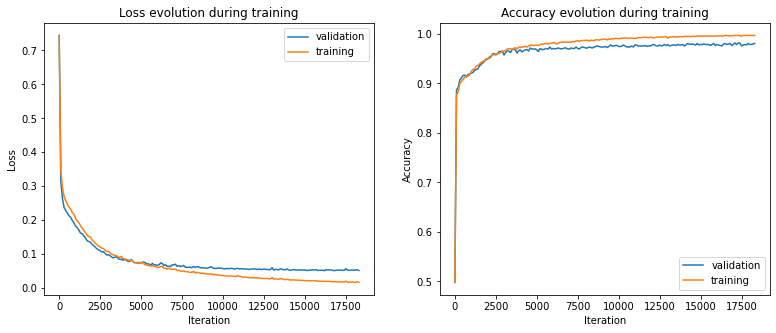 Loss evolution during training
validation
training
Loss
0.7
0.6
0.5
0.4
0.3
0.2
0.1
0.0
0 2500 5000 7500 10000 12500 15000 17500
Iteration
Accuracy evolution during training
Accuracy
1.0
0.9
0.8
0.7
0.6
0.5
validation
training
0 2500 5000 7500 10000 12500 15000 17500
Iteration